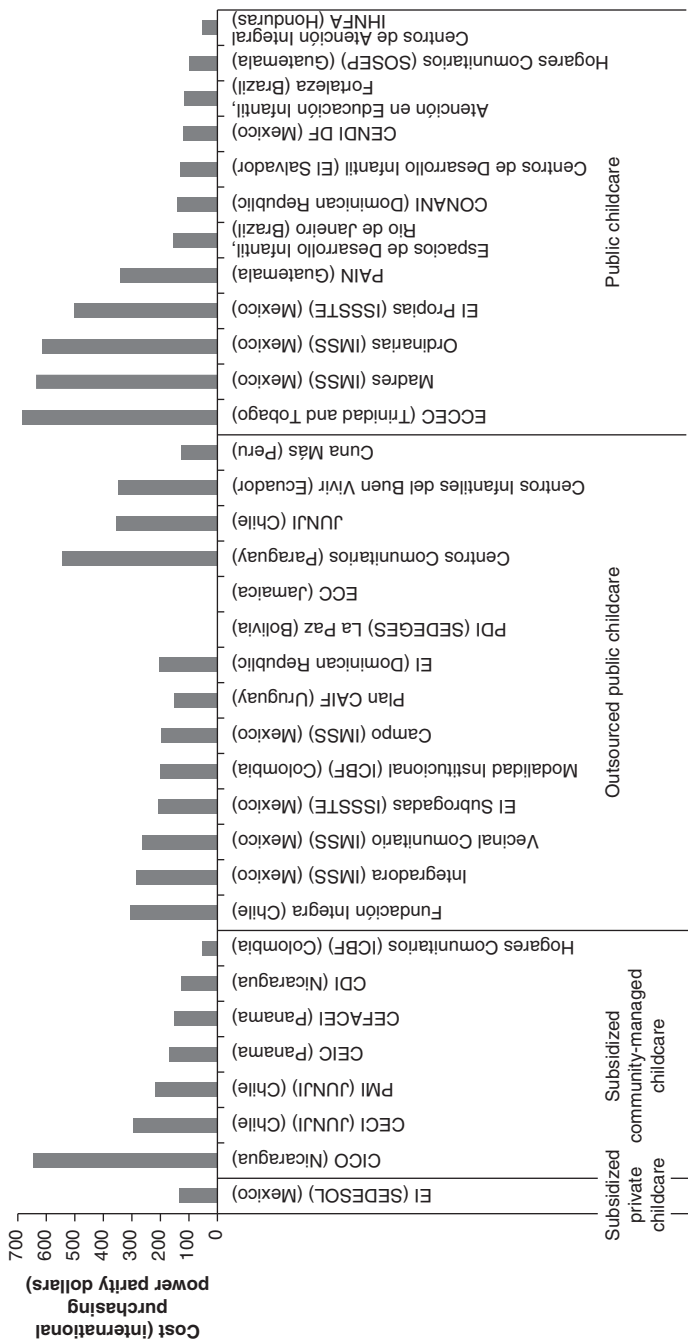 Cost (international
purchasing
power parity dollars)
0
100
200
300
400
500
600
700
Subsidized
private
childcare
EI (SEDESOL) (Mexico)
Subsidized
community-managed
childcare
CICO (Nicaragua)
CECI (JUNJI) (Chile)
PMI (JUNJI) (Chile)
CEIC (Panama)
CEFACEI (Panama)
CDI (Nicaragua)
Hogares Comunitarios (ICBF) (Colombia)
Outsourced public childcare
Fundación Integra (Chile)
Integradora (IMSS) (Mexico)
Vecinal Comunitario (IMSS) (Mexico)
EI Subrogadas (ISSSTE) (Mexico)
Modalidad Institucional (ICBF) (Colombia)
Campo (IMSS) (Mexico)
Plan CAIF (Uruguay)
EI (Dominican Republic)
PDI (SEDEGES) La Paz (Bolivia)
ECC (Jamaica)
Centros Comunitarios (Paraguay)
JUNJI (Chile)
Centros Infantiles del Buen Vivir (Ecuador)
Cuna Más (Peru)
Public childcare
ECCEC (Trinidad and Tobago)
Madres (IMSS) (Mexico)
Ordinarias (IMSS) (Mexico)
EI Propias (ISSSTE) (Mexico)
PAIN (Guatemala)
Espacios de Desarrollo Infantil,
Rio de Janeiro (Brazil)
CONANI (Dominican Republic)
Centros de Desarrollo Infantil (El Salvador)
CENDI DF (Mexico)
Atención en Educación Infantil,
Fortaleza (Brazil)
Hogares Comunitarios (SOSEP) (Guatemala)
Centros de Atención Integral
IHNFA (Honduras)